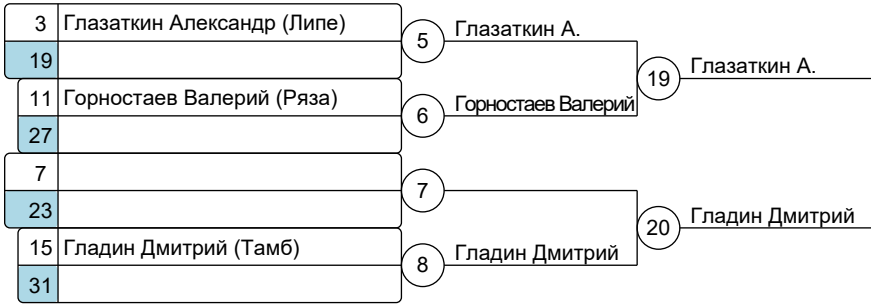 3 Глазаткин Александр (Липе)
5 Глазаткин А.
19
19 Глазаткин А.
11 Горностаев Валерий (Ряза)
6 Горностаев Валерий
27
7
7
23
20 Гладин Дмитрий
15 Гладин Дмитрий (Тамб)
8 Гладин Дмитрий
31